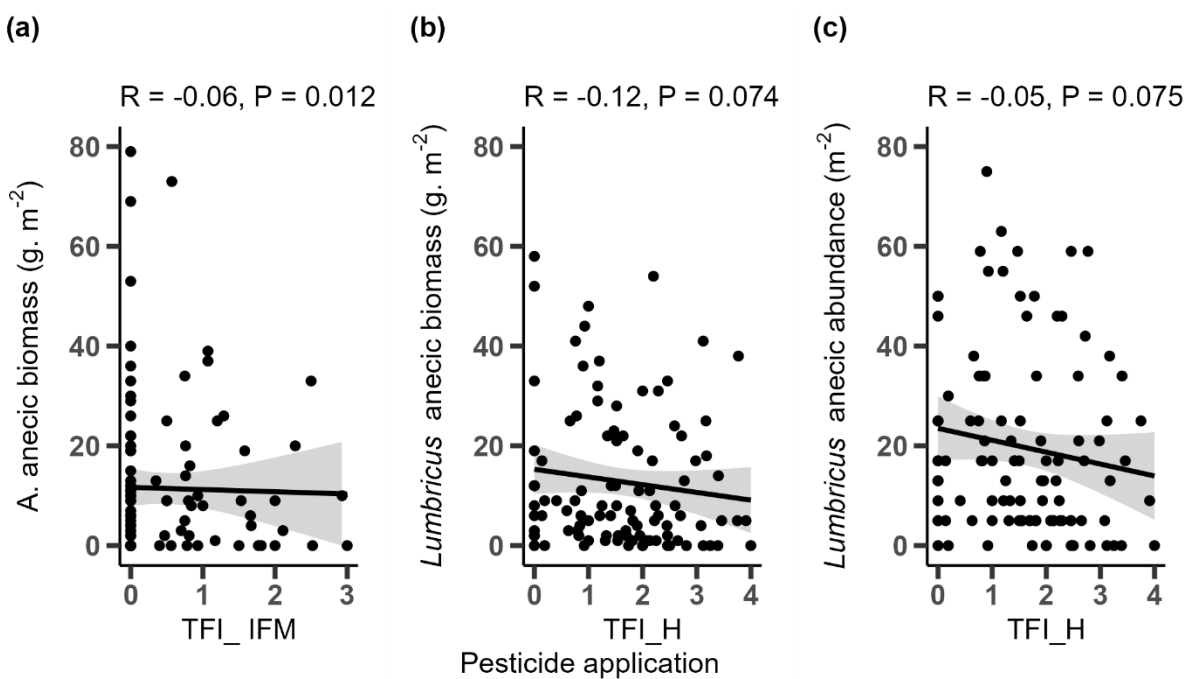 (a)
R = -0.06, P = 0.012
A. anecic biomass (g. m-2)
80
60
40
20
0
0 1 2 3
TFI_ IFM
(b)
R = -0.12, P = 0.074
Lumbricus anecic biomass (g. m-2)
80
60
40
20
0
0 1 2 3 4
TFI_H
(c)
R = -0.05, P = 0.075
Lumbricus anecic abundance (m-2)
80
60
40
20
0
0 1 2 3 4
TFI_H
Pesticide application